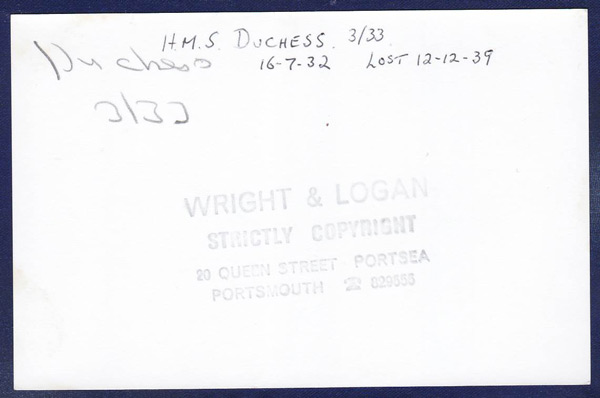 H.M.S. DUCHESS. 3/33
Duchess
16-7-32 LOST 12-12-39
3/33
WRIGHT & LOGAN
STRICTLY COPYRIGHT
20 QUEEN STREET PORTSEA
PORTSMOUTH ☎ 829555